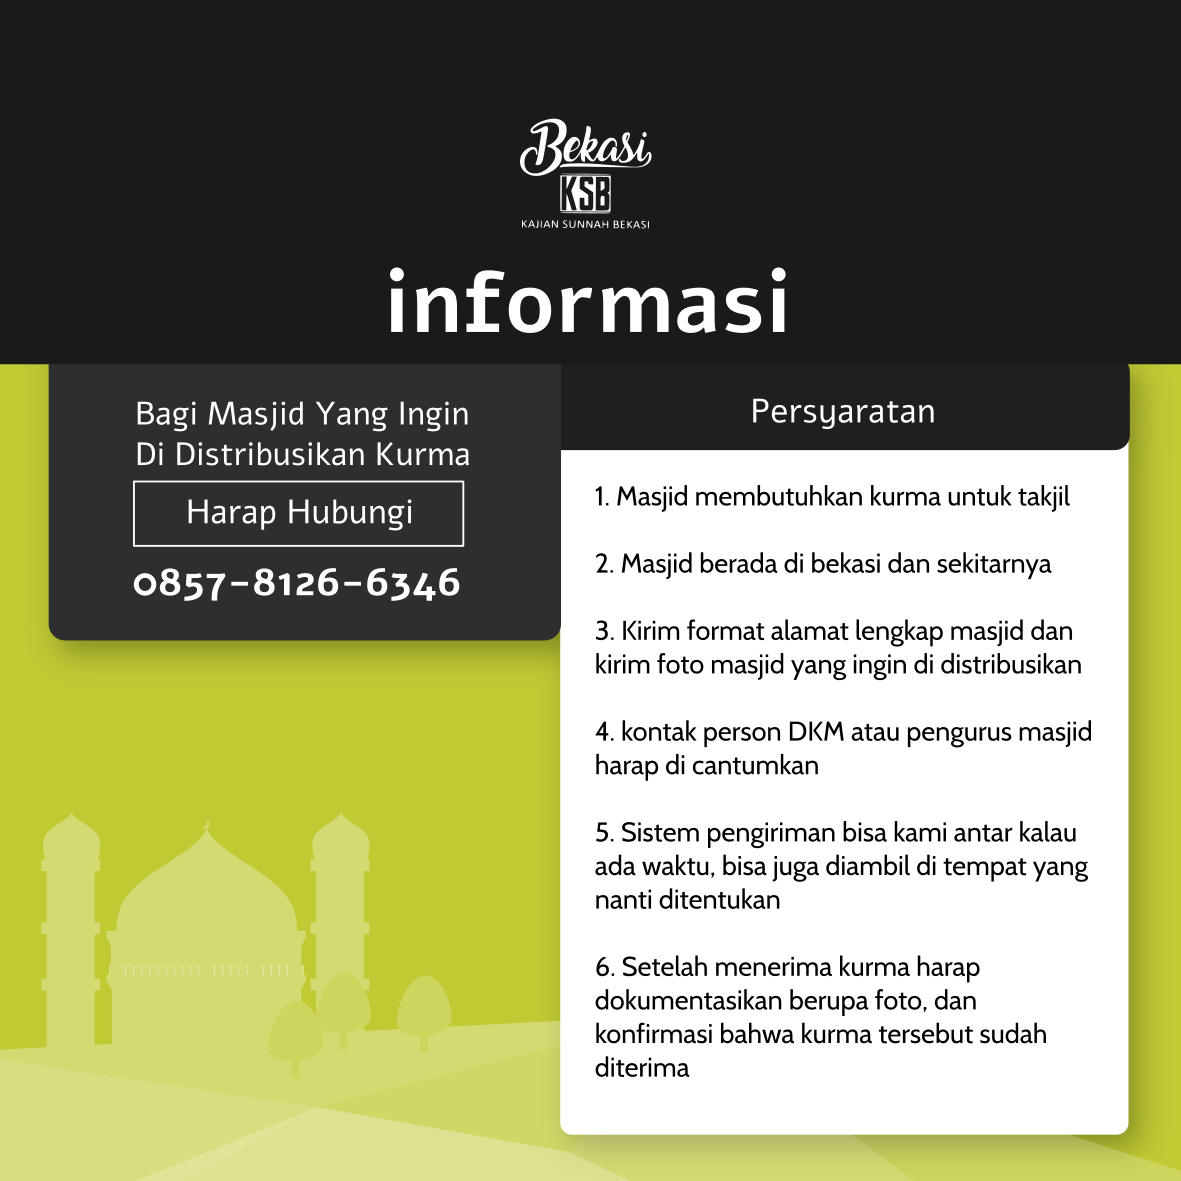 Bekasi
KSB
KAJIAN SUNNAH BEKASI
informasi
Bagi Masjid Yang Ingin
Di Distribusikan Kurma
Harap Hubungi
0857-8126-6346
Persyaratan
1. Masjid membutuhkan kurma untuk takjil
2. Masjid berada di bekasi dan sekitarnya
3. Kirim format alamat lengkap masjid dan
kirim foto masjid yang ingin di distribusikan
4. kontak person DKM atau pengurus masjid
harap di cantumkan
5. Sistem pengiriman bisa kami antar kalau
ada waktu, bisa juga diambil di tempat yang
nanti ditentukan
6. Setelah menerima kurma harap
dokumentasikan berupa foto, dan
konfirmasi bahwa kurma tersebut sudah
diterima